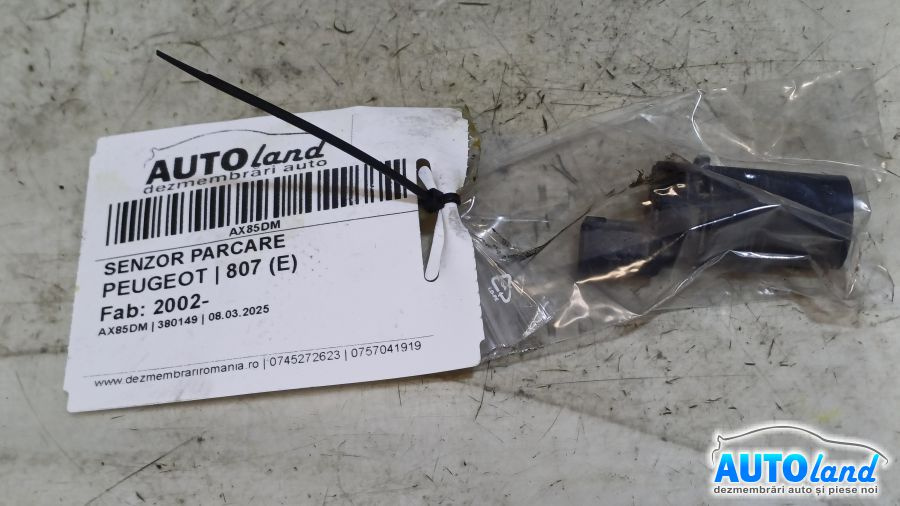 AUTOland
dezmembrări auto
AX85DM
SENZOR PARCARE
PEUGEOT | 807 (E)
Fab: 2002-
AX85DM | 380149 | 08.03.2025
www.dezmembrariromania.ro | 0745272623 | 0757041919
AUTOland
dezmembrări auto și piese noi